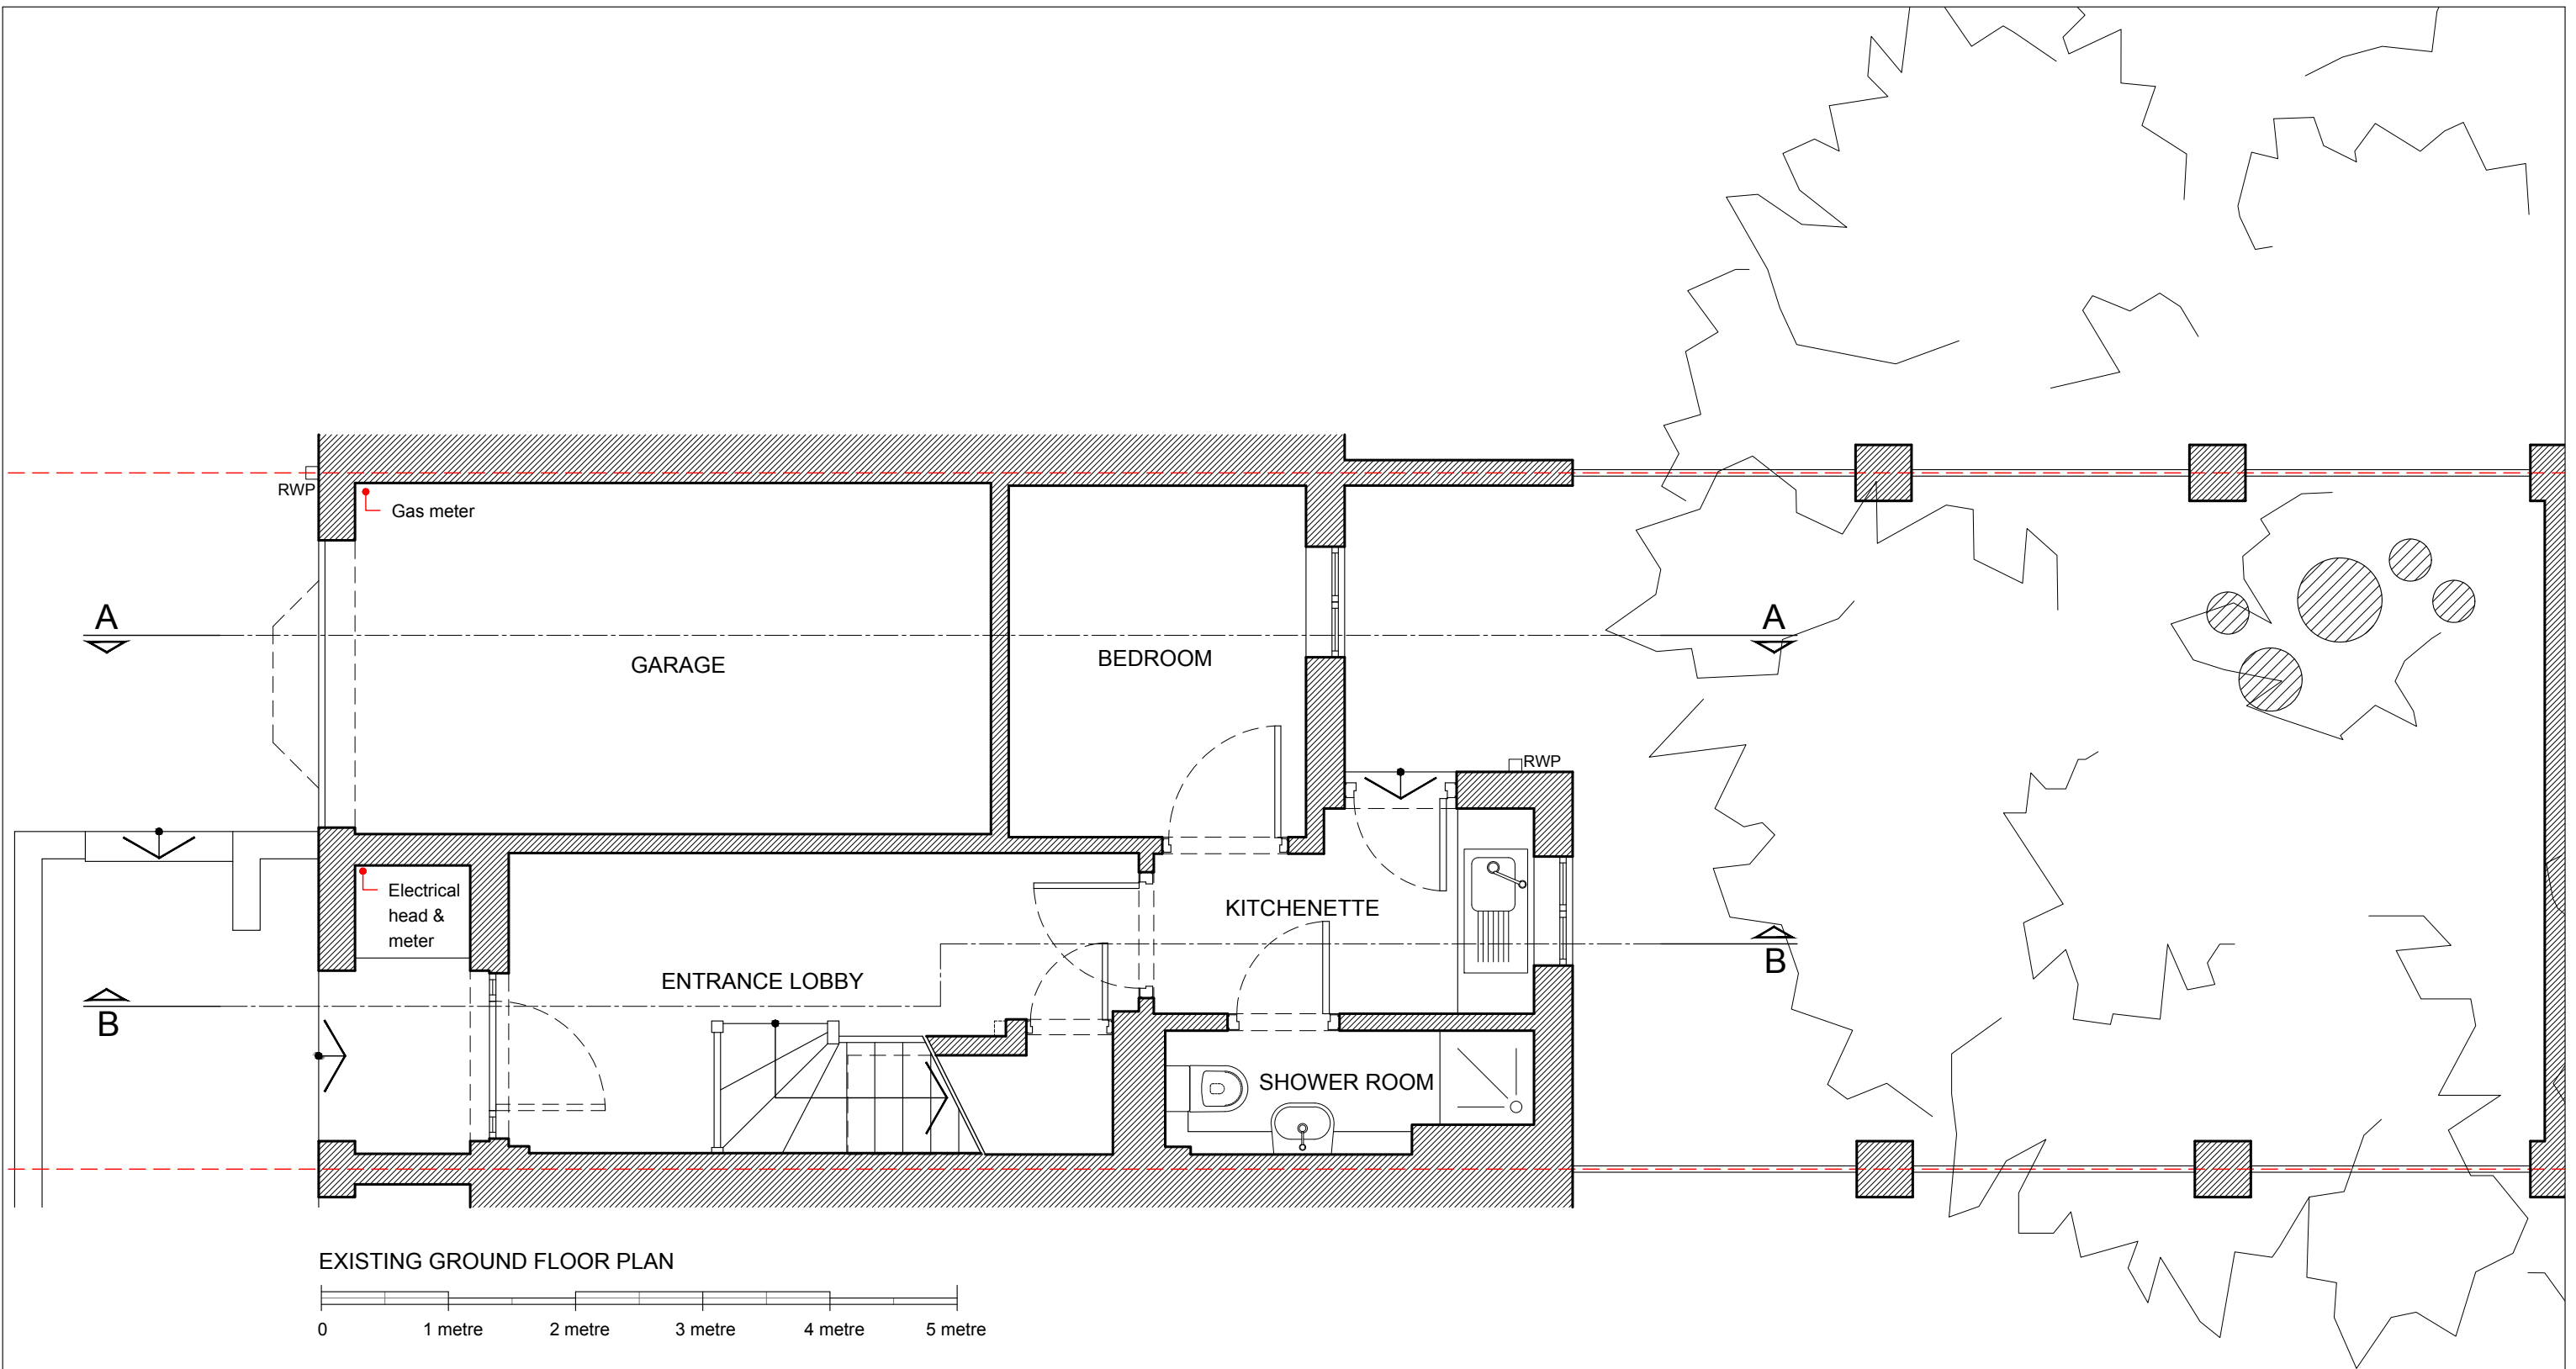 RWP
Gas meter
A
A
GARAGE
BEDROOM
RWP
Electrical
head &
meter
KITCHENETTE
ENTRANCE LOBBY
B
B
SHOWER ROOM
EXISTING GROUND FLOOR PLAN
0 1 metre 2 metre 3 metre 4 metre 5 metre